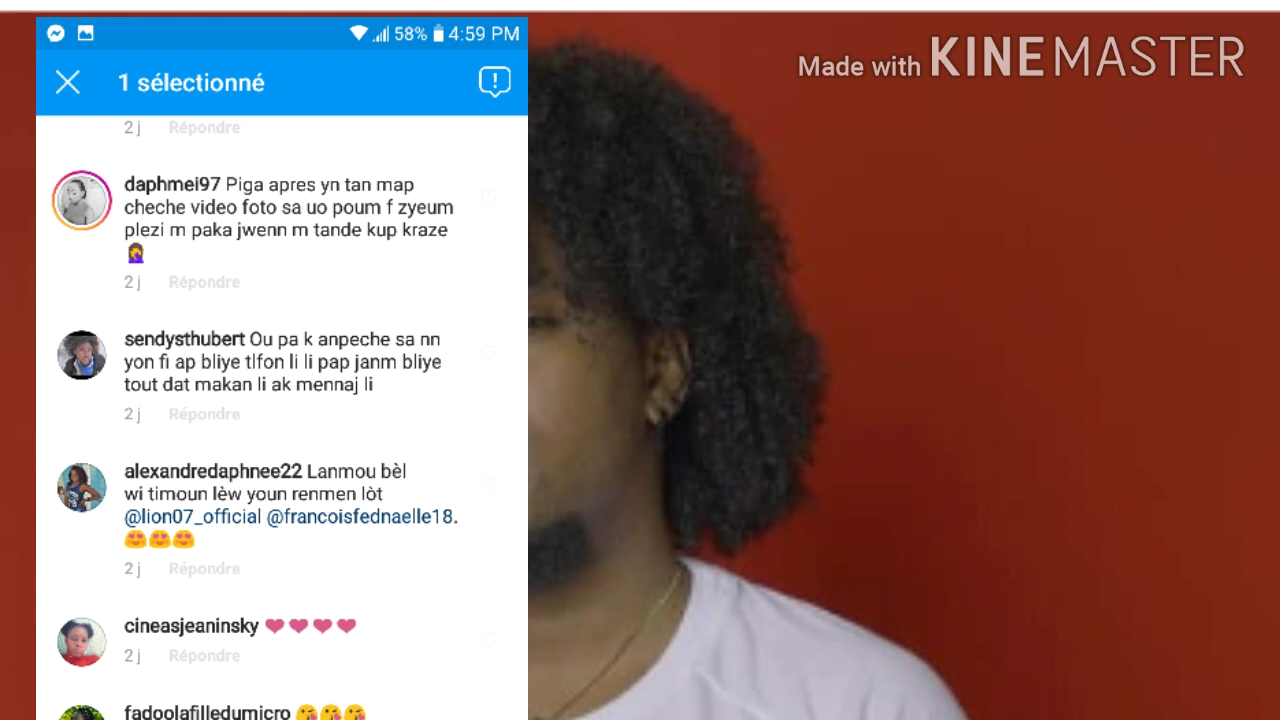 58% 4:59 PM
Made with KINEMASTER
1 sélectionné
2 j Répondre
daphmei97 Piga apres yn tan map
cheche video foto sa uo poum f zyeum
plezi m paka jwenn m tande kup kraze
🤦🏾‍♀️
2 j Répondre
sendysthubert Ou pa k anpeche sa nn
yon fi ap bliye tlfon li li pap janm bliye
tout dat makan li ak mennaj li
2 j Répondre
alexandredaphnee22 Lanmou bèl
wi timoun lèw youn renmen lòt
@lion07_official @francoisfednaelle18.
😍😍😍
2 j Répondre
cineasjeaninsky ❤❤❤❤
2 j Répondre
fadoolafilledumicro 😘😘😘